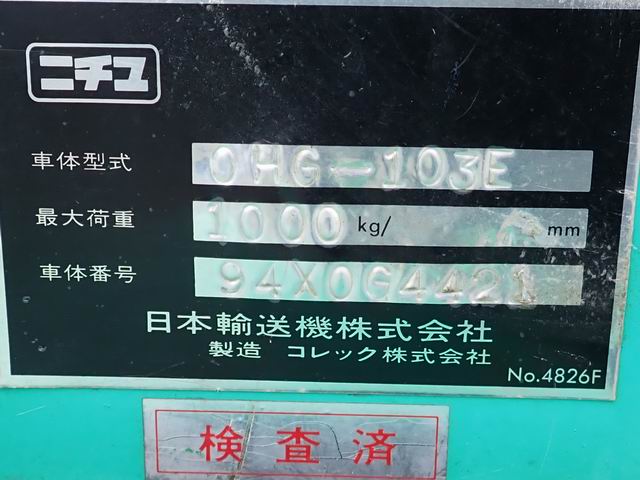 ニチユ
車体型式 OHG-103E
最大荷重 1000 kg/ mm
車体番号 94X0G4421
日本輸送機株式会社
製造 コレック株式会社
No.4826F
検査済